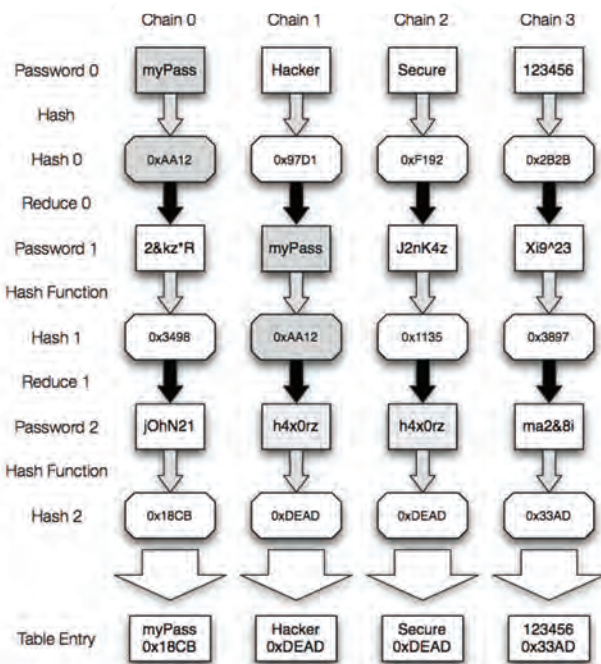 Chain 0 Chain 1 Chain 2 Chain 3
Password 0 myPass Hacker Secure 123456
Hash
Hash 0 0xAA12 0x97D1 0xF192 0x2B2B
Reduce 0
Password 1 2&kz*R myPass J2nK4z Xi9^23
Hash Function
Hash 1 0x3498 0xAA12 0x1135 0x3897
Reduce 1
Password 2 jOhN21 h4x0rz h4x0rz ma2&8i
Hash Function
Hash 2 0x18CB 0xDEAD 0xDEAD 0x33AD
Table Entry
myPass Hacker Secure 123456
0x18CB 0xDEAD 0xDEAD 0x33AD